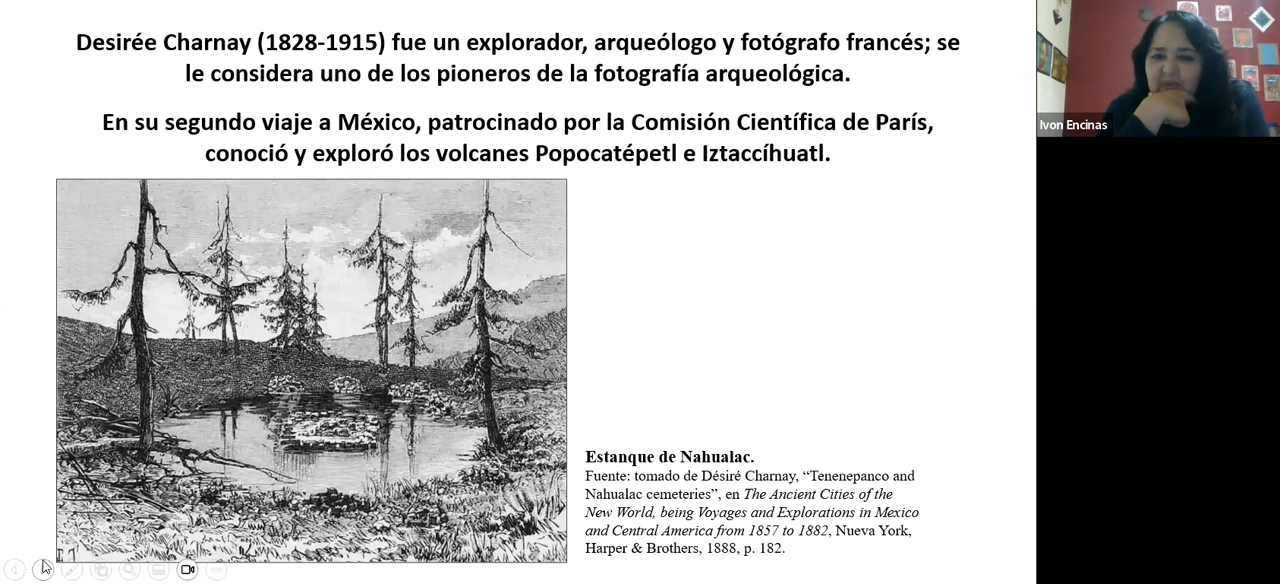 Desirée Charnay (1828-1915) fue un explorador, arqueólogo y fotógrafo francés; se
le considera uno de los pioneros de la fotografía arqueológica.
En su segundo viaje a México, patrocinado por la Comisión Científica de París,
conoció y exploró los volcanes Popocatépetl e Iztaccíhuatl.
Ivon Encinas
Estanque de Nahualac.
Fuente: tomado de Désiré Charnay, “Tenenepanco and
Nahualac cemeteries”, en The Ancient Cities of the
New World, being Voyages and Explorations in Mexico
and Central America from 1857 to 1882, Nueva York,
Harper & Brothers, 1888, p. 182.